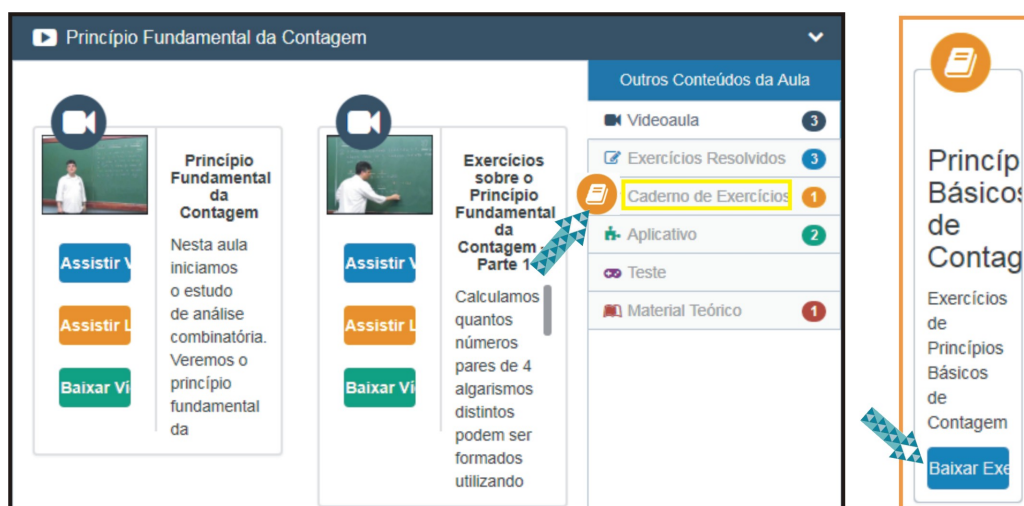 Princípio Fundamental da Contagem
Princípio
Fundamental
da
Contagem
Nesta aula
iniciamos
o estudo
de análise
combinatória.
Veremos o
princípio
fundamental
da
Assistir V
Assistir L
Baixar Vi
Exercícios
sobre o
Princípio
Fundamental
da
Contagem -
Parte 1
Calculamos
quantos
números
pares de 4
algarismos
distintos
podem ser
formados
utilizando
Assistir V
Assistir L
Baixar Vi
Outros Conteúdos da Aula
Videoaula 3
Exercícios Resolvidos 3
Caderno de Exercícios 1
Aplicativo 2
Teste
Material Teórico 1
Princíp
Básicos
de
Contag
Exercícios
de
Princípios
Básicos
de
Contagem
Baixar Exe